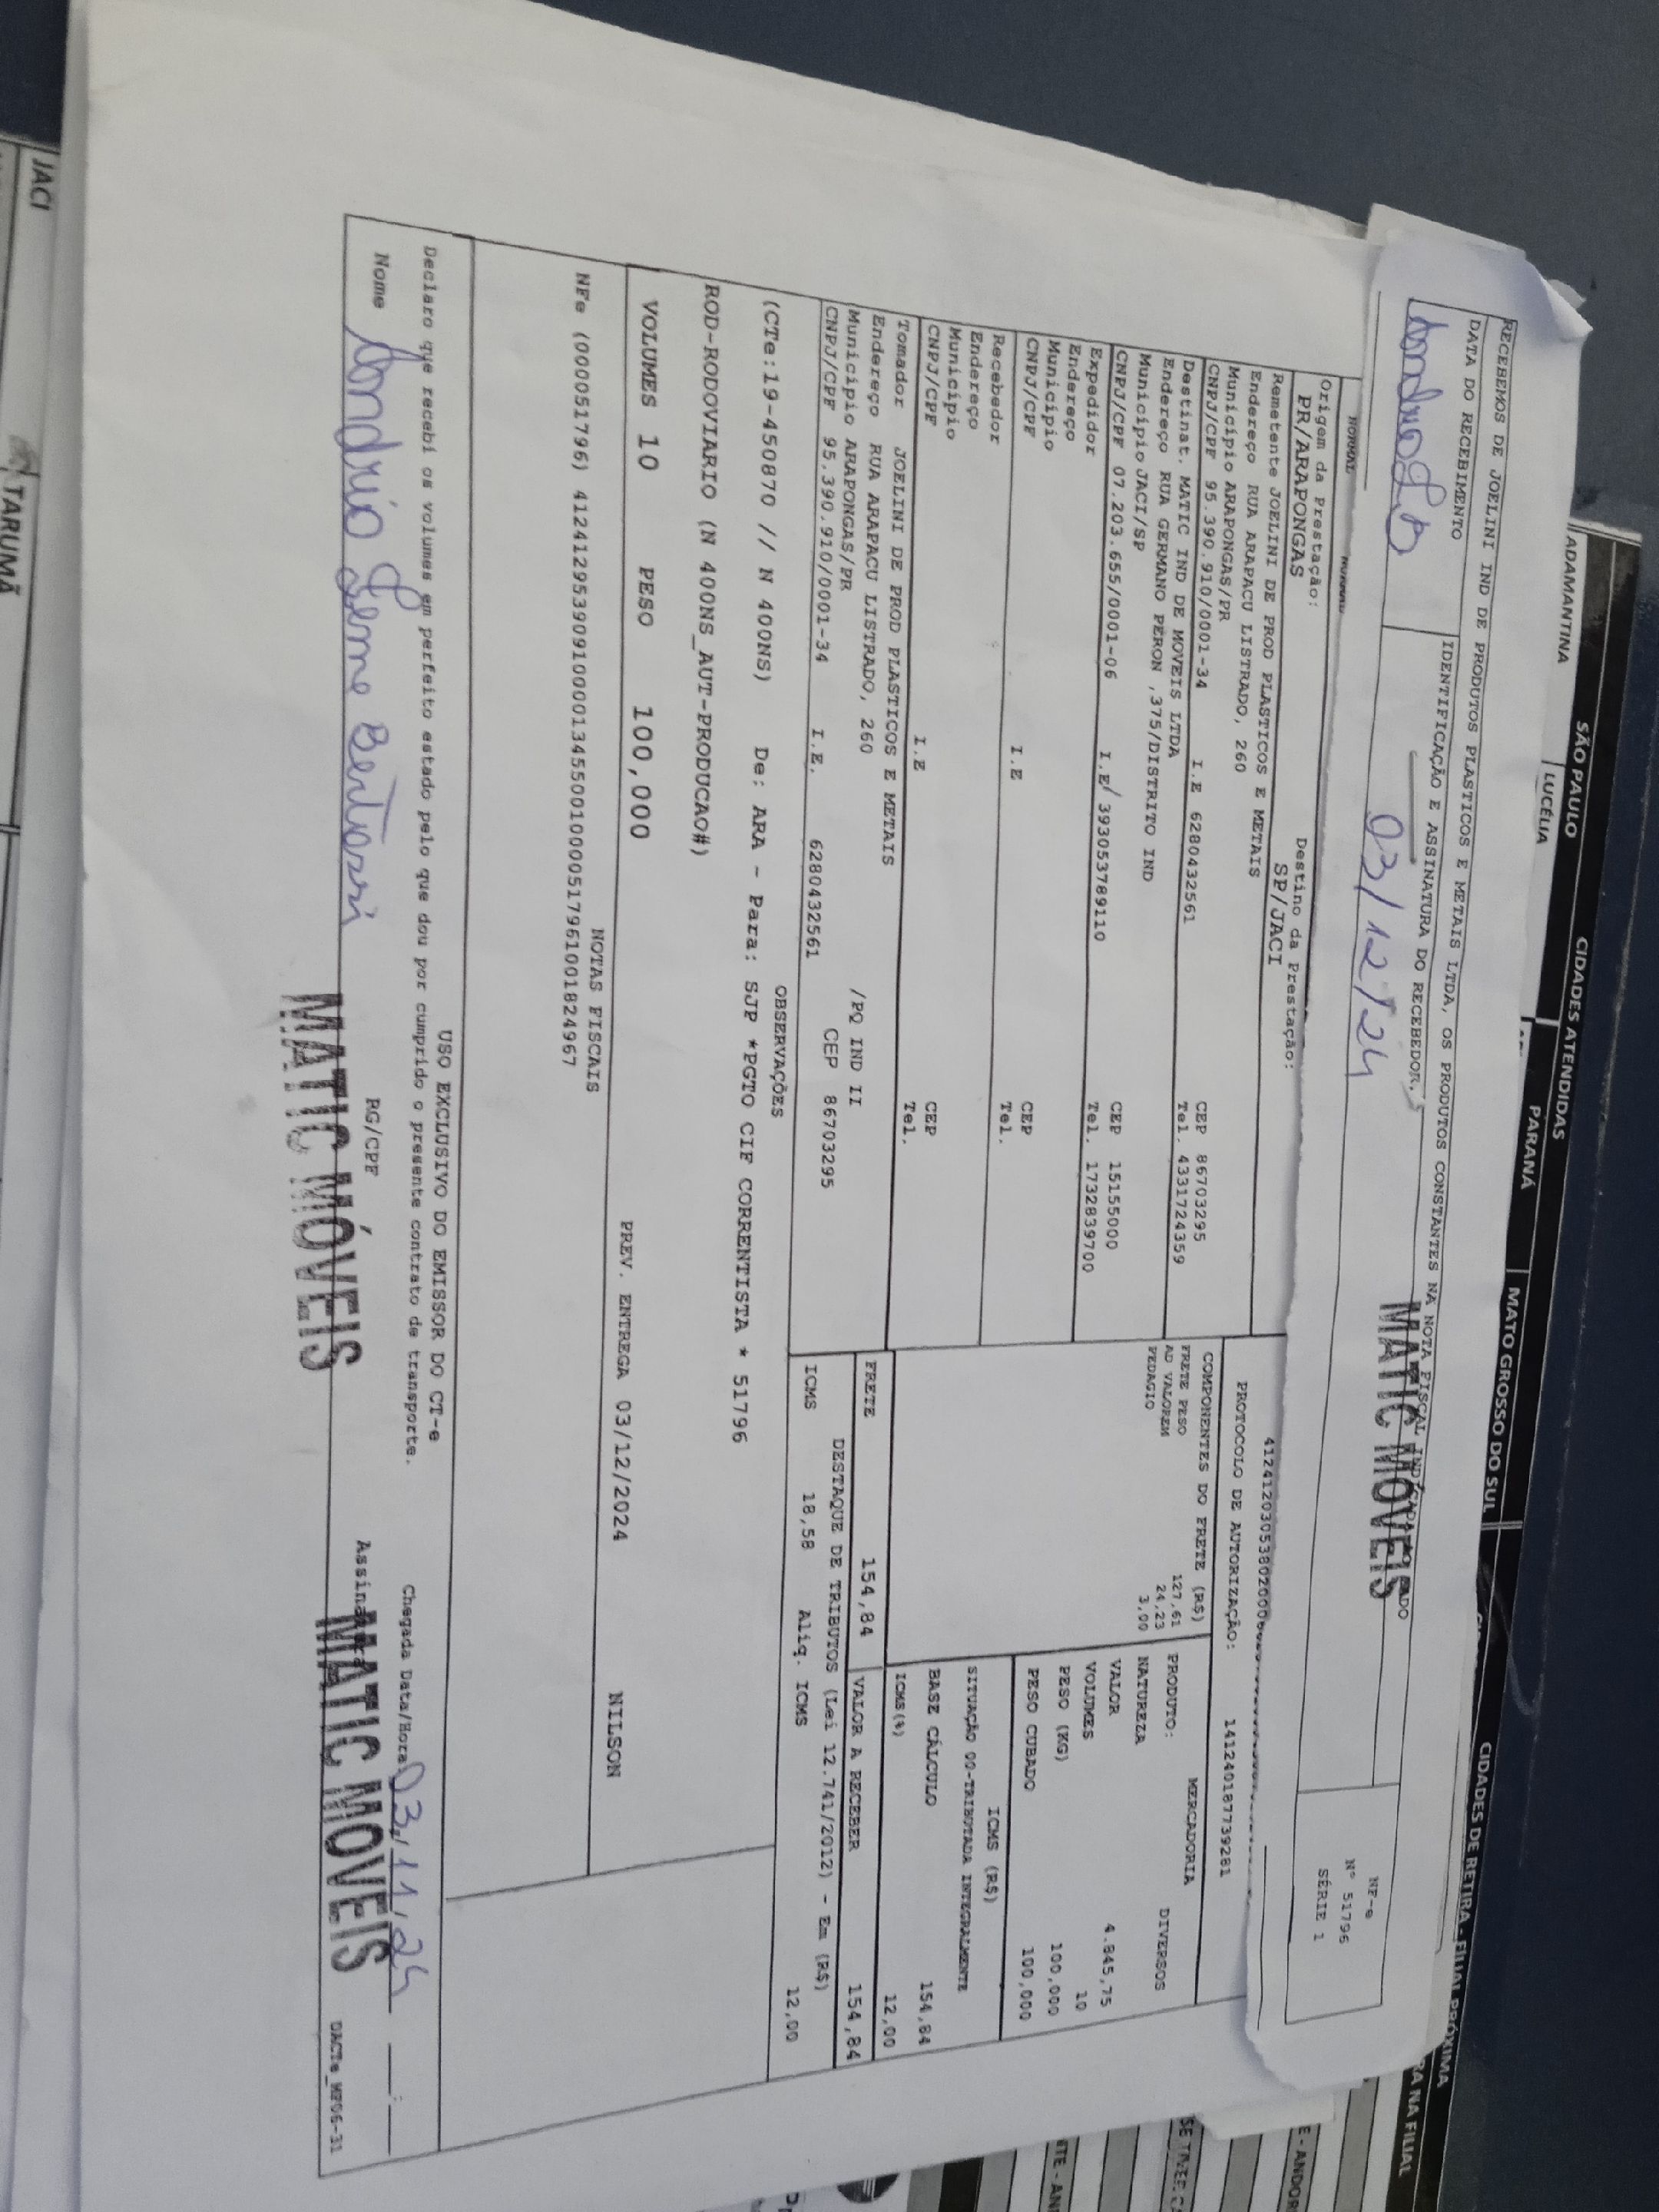 ADAMANTINA
SÃO PAULO
LUCÉLIA
CIDADES ATENDIDAS
PARANÁ
MATO GROSSO DO SUL
CIDADES DE RETIRA - FILIAL PRÓXIMA
RECEBEMOS DE JOELINI IND DE PRODUTOS PLASTICOS E METAIS LTDA, OS PRODUTOS CONSTANTES NA NOTA FISCAL
DATA DO RECEBIMENTO
IDENTIFICAÇÃO E ASSINATURA DO RECEBEDOR.
03/12/24
MATIC MÓVEIS
NF-e
Nº 51796
SÉRIE 1
NORMAL
Origem da Prestação:
PR/ARAPONGAS
Destino da Prestação:
SP/JACI
PROTOCOLO DE AUTORIZAÇÃO: 141240187739281
Remetente JOELINI DE PROD PLASTICOS E METAIS
Endereço RUA ARAPACU LISTRADO, 260
Município ARAPONGAS/PR
CEP 86703295
CNPJ/CPF 95.390.910/0001-34 I.E 6280432561
Tel. 4331724359
Destinat. MATIC IND DE MOVEIS LTDA
Endereço RUA GERMANO PERON ,375/DISTRITO IND
Município JACI/SP
CEP 15155000
CNPJ/CPF 07.203.655/0001-06 I.E 393053789110
Tel. 1732839700
Expedidor
Endereço
Município
CEP
CNPJ/CPF I.E
Tel.
Recebedor
Endereço
Município
CEP
CNPJ/CPF I.E
Tel.
Tomador JOELINI DE PROD PLASTICOS E METAIS
Endereço RUA ARAPACU LISTRADO, 260 /PQ IND II
Município ARAPONGAS/PR CEP 86703295
CNPJ/CPF 95.390.910/0001-34 I.E. 6280432561
COMPONENTES DO FRETE (R$)
FRETE PESO 127,61
AD VALOREM 24,23
PEDAGIO 3,00
PRODUTO: MERCADORIA
NATUREZA DIVERSOS
VALOR 4.845,75
VOLUMES 10
PESO (KG) 100,000
PESO CUBADO 100,000
ICMS (R$)
SITUAÇÃO 00-TRIBUTADA INTEGRALMENTE
BASE CÁLCULO 154,84
ICMS(%) 12,00
FRETE 154,84
VALOR A RECEBER 154,84
DESTAQUE DE TRIBUTOS (Lei 12.741/2012) - Em (R$)
ICMS 18,58 Aliq. ICMS 12,00
OBSERVAÇÕES
(CTe:19-450870 // N 400NS) De: ARA - Para: SJP *PGTO CIF CORRENTISTA * 51796
ROD-RODOVIARIO (N 400NS_AUT-PRODUCAO#)
VOLUMES 10 PESO 100,000 PREV. ENTREGA 03/12/2024 NILSON
NOTAS FISCAIS
NFe (000051796) 41241295390910000134550010000517961001824967
USO EXCLUSIVO DO EMISSOR DO CT-e
Declaro que recebi os volumes em perfeito estado pelo que dou por cumprido o presente contrato de transporte.
Chegada Data/Hora 03/11/24
Nome
RG/CPF
MATIC MÓVEIS
MATIC MÓVEIS
JACI
TARUMÃ